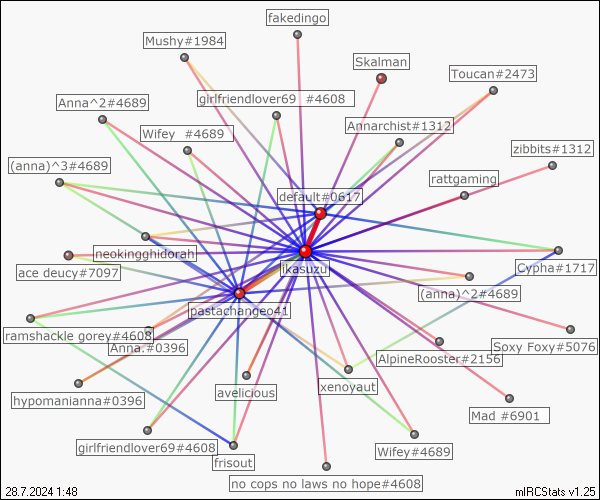 fakedingo
Mushy#1984
Skalman
Toucan#2473
Anna^2#4689
girlfriendlover69 #4608
Annarchist#1312
Wifey #4689
zibbits#1312
(anna)^3#4689
rattgaming
default#0617
neokingghidorah
ikasuzu
Cypha#1717
ace deucy#7097
(anna)^2#4689
pastachangeo41
ramshackle gorey#4608
Anna.#0396
Soxy Foxy#5076
AlpineRooster#2156
xenoyaut
avelicious
hypomanianna#0396
Mad #6901
girlfriendlover69#4608
Wifey#4689
frisout
no cops no laws no hope#4608
28.7.2024 1:48
mIRCStats v1.25